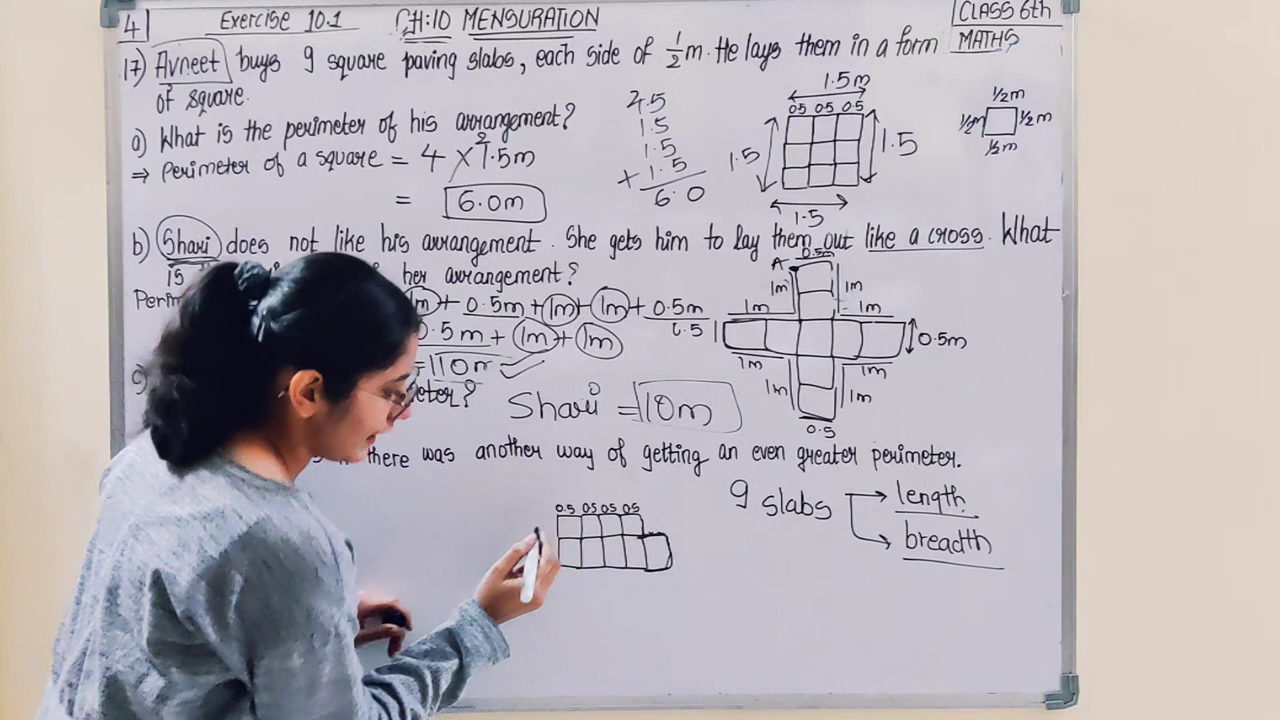 4 Exercise 10.1 CH:10 MENSURATION CLASS 6th
MATHS
17) Avneet buys 9 square paving slabs, each side of 1/2 m. He lays them in a form
of square.
a) What is the perimeter of his arrangement?
⇒ Perimeter of a square = 4 × 1.5m
2
= 6.0m
2.5
1.5
1.5
+ 1.5
6.0
1.5m
0.5 0.5 0.5
1.5
1.5
1.5
1/2m
1/2m 1/2m
1/2m
b) Shari does not like his arrangement. She gets him to lay them out like a cross. What
is her arrangement?
1m + 0.5m + 1m + 1m + 0.5m
0.5m + 1m + 1m
= 10m
0.5m
A
1m 1m
1m 1m
0.5 0.5m
1m 1m
1m 1m
0.5
Shari = 10m
there was another way of getting an even greater perimeter.
9 slabs → length
→ breadth
0.5 0.5 0.5 0.5